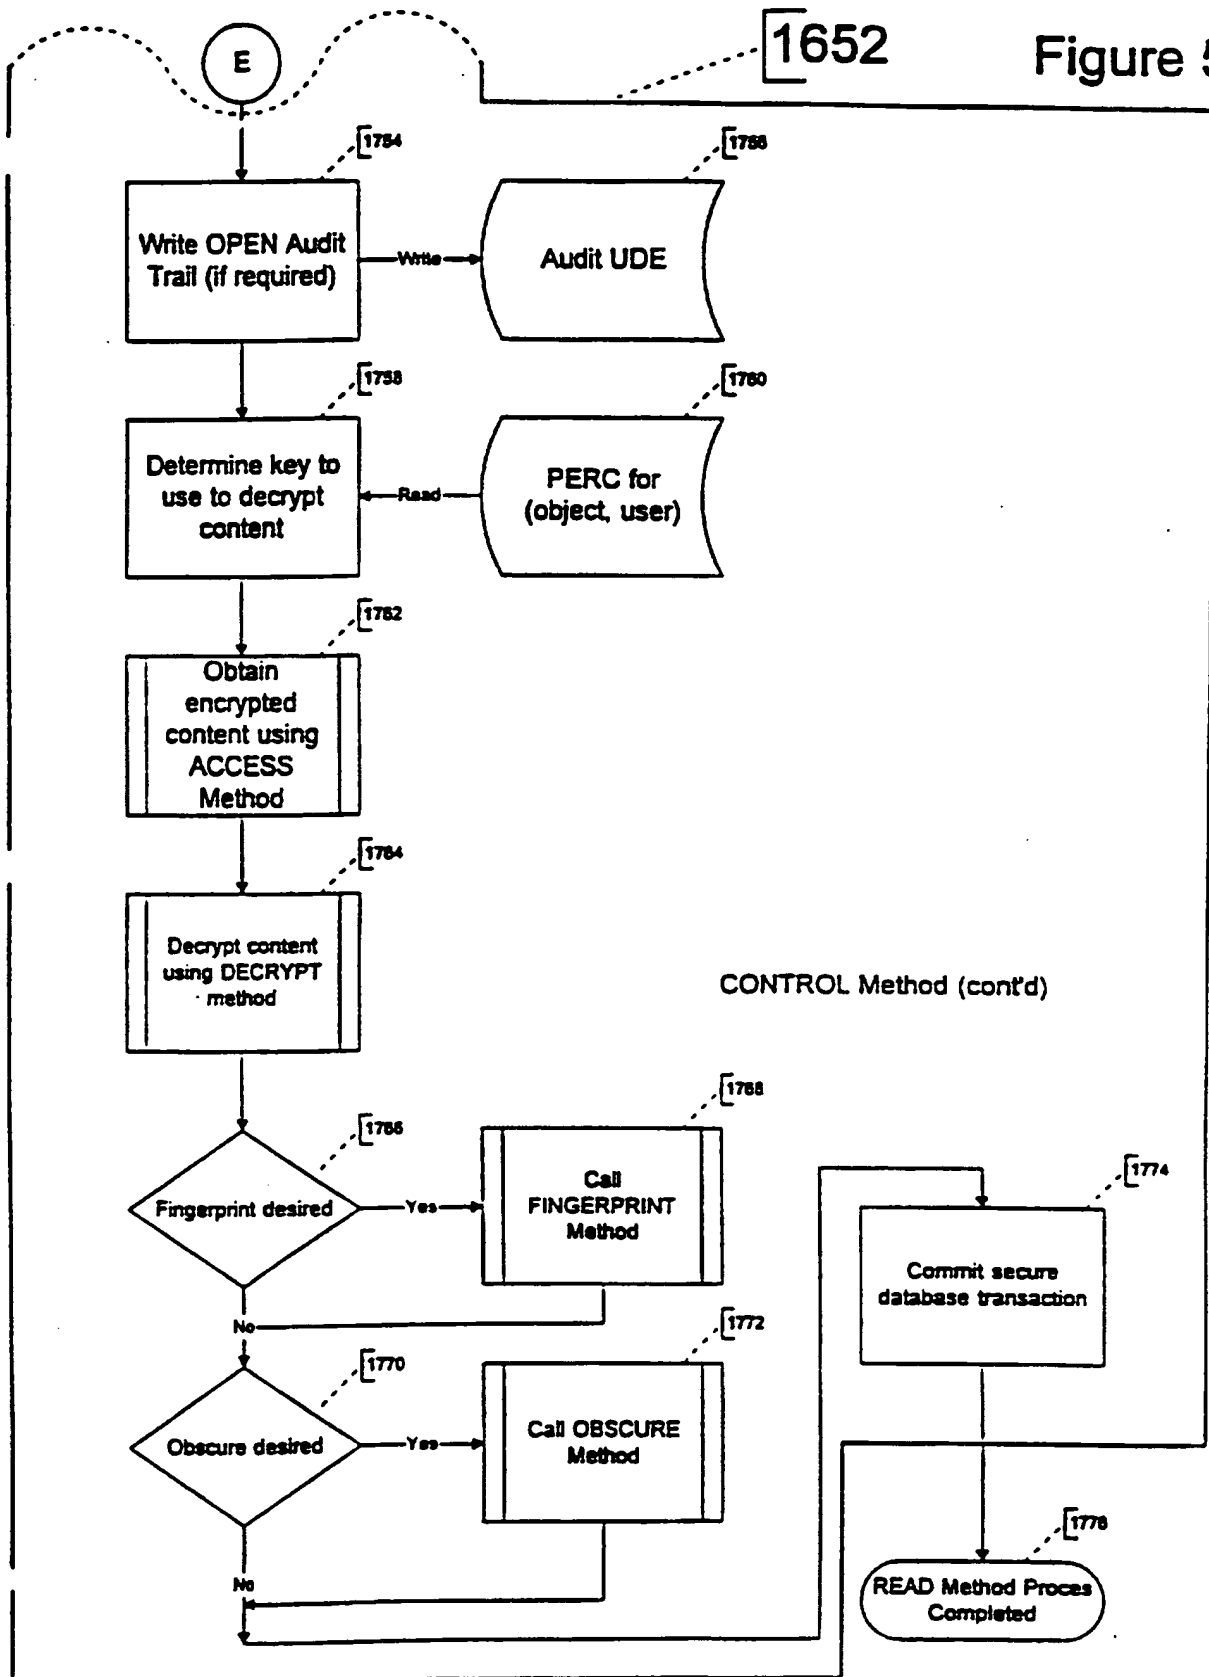 E
1652
Figure 5
1754
1756
Write OPEN Audit
Trail (if required)
Write
Audit UDE
1758
1760
Determine key to
use to decrypt
content
Read
PERC for
(object, user)
1762
Obtain
encrypted
content using
ACCESS
Method
1764
Decrypt content
using DECRYPT
method
CONTROL Method (cont'd)
1766
1768
Fingerprint desired
Yes
Call
FINGERPRINT
Method
1774
Commit secure
database transaction
No
1770
1772
Obscure desired
Yes
Call OBSCURE
Method
No
1776
READ Method Proces
Completed